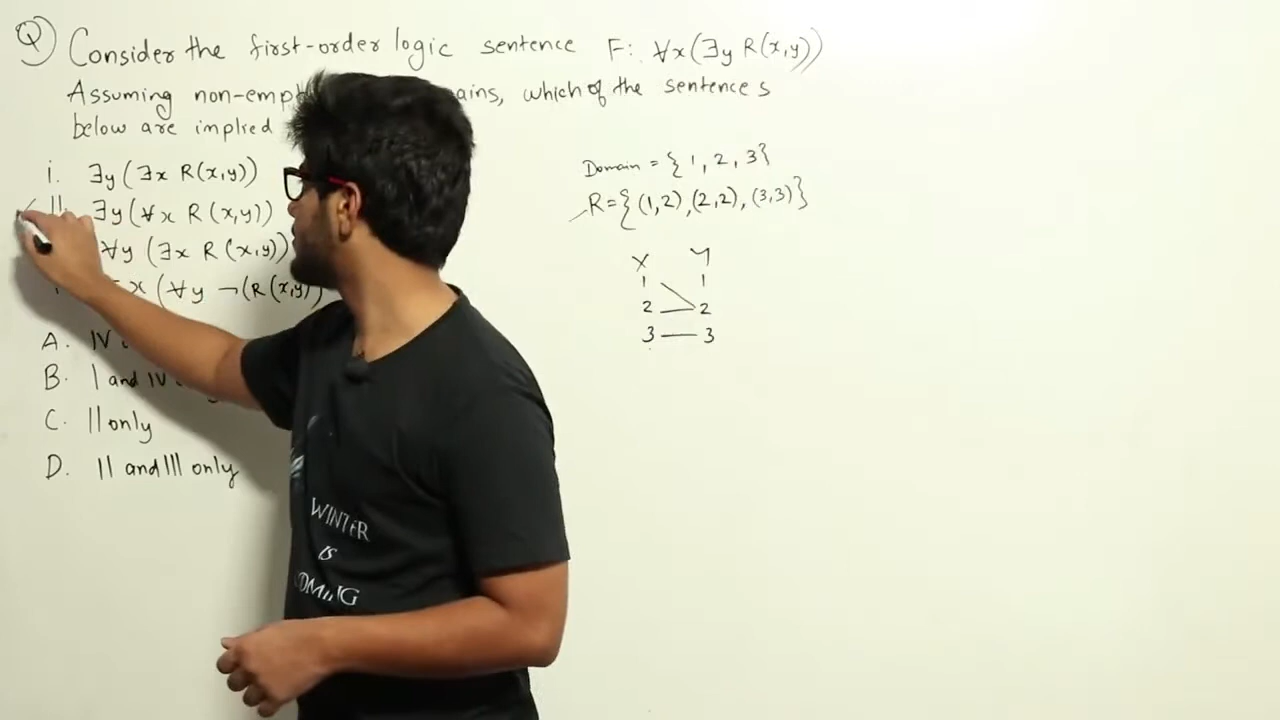 Q) Consider the first-order logic sentence F: ∀x(∃y R(x,y))
Assuming non-emp ains, which of the sentences
below are implied
i. ∃y(∃x R(x,y))
II. ∃y(∀x R(x,y))
∀y (∃x R(x,y))
x (∀y ¬(R(x,y))
A. IV
B. I and IV
C. II only
D. II and III only
Domain = {1, 2, 3}
R = {(1,2), (2,2), (3,3)}
X Y
1 1
2 2
3 3
WINTER
IS
COMING